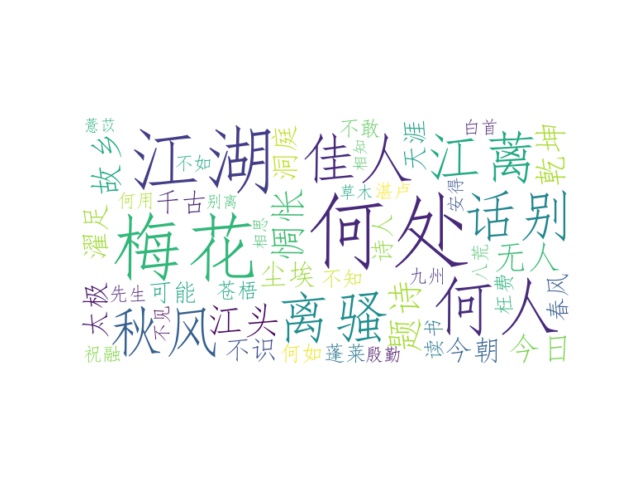 薏苡
故乡
江湖
不如
洞庭
佳人
不敢
相知
天涯
白首
江蓠
乾坤
濯足
何用
千古
别离
相思
惆怅
草木
湛卢
安得
梅花
何处
话别
诗人
尘埃
不知
九州
八荒
无人
太极
先生
可能
苍梧
枉费
春风
秋风
不见
江头
离骚
题诗
何人
祝融
不识
何如
蓬莱
殷勤
读书
今朝
今日